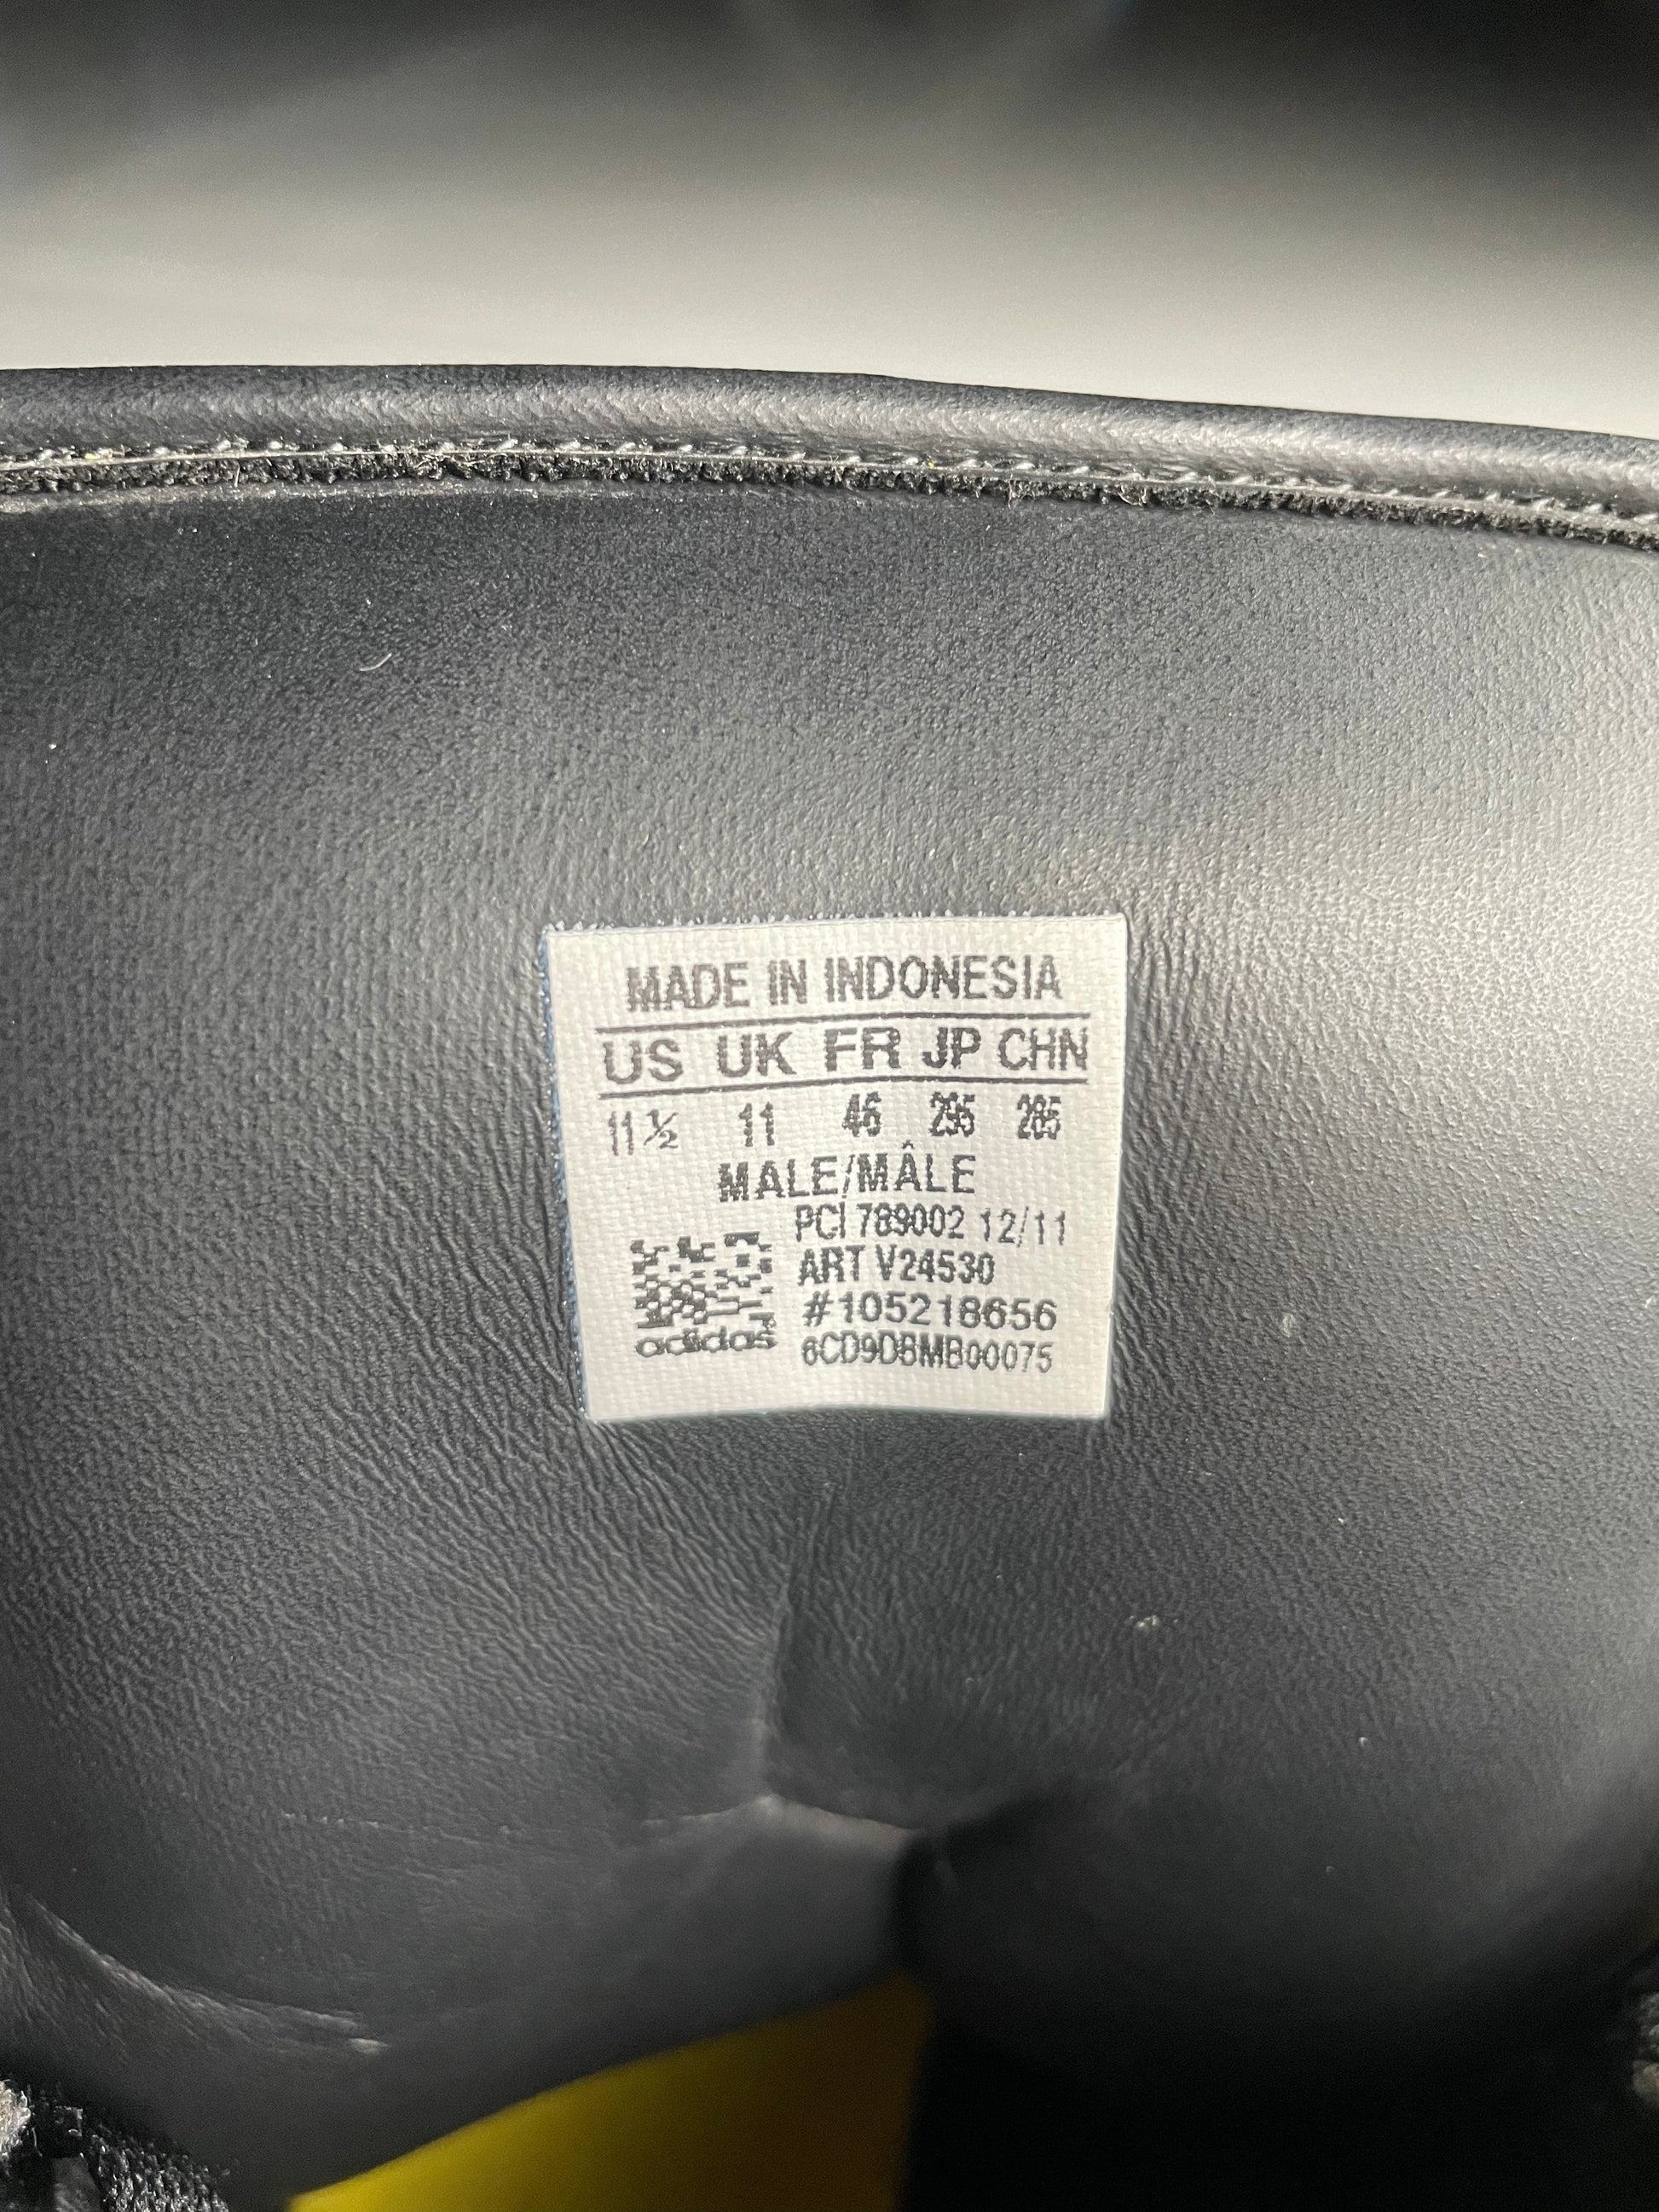 MADE IN INDONESIA
US UK FR JP CHN
11½ 11 46 295 285
MALE/MÂLE
PCI 789002 12/11
ART V24530
#105218656
adidas 6CD9DBMB00075